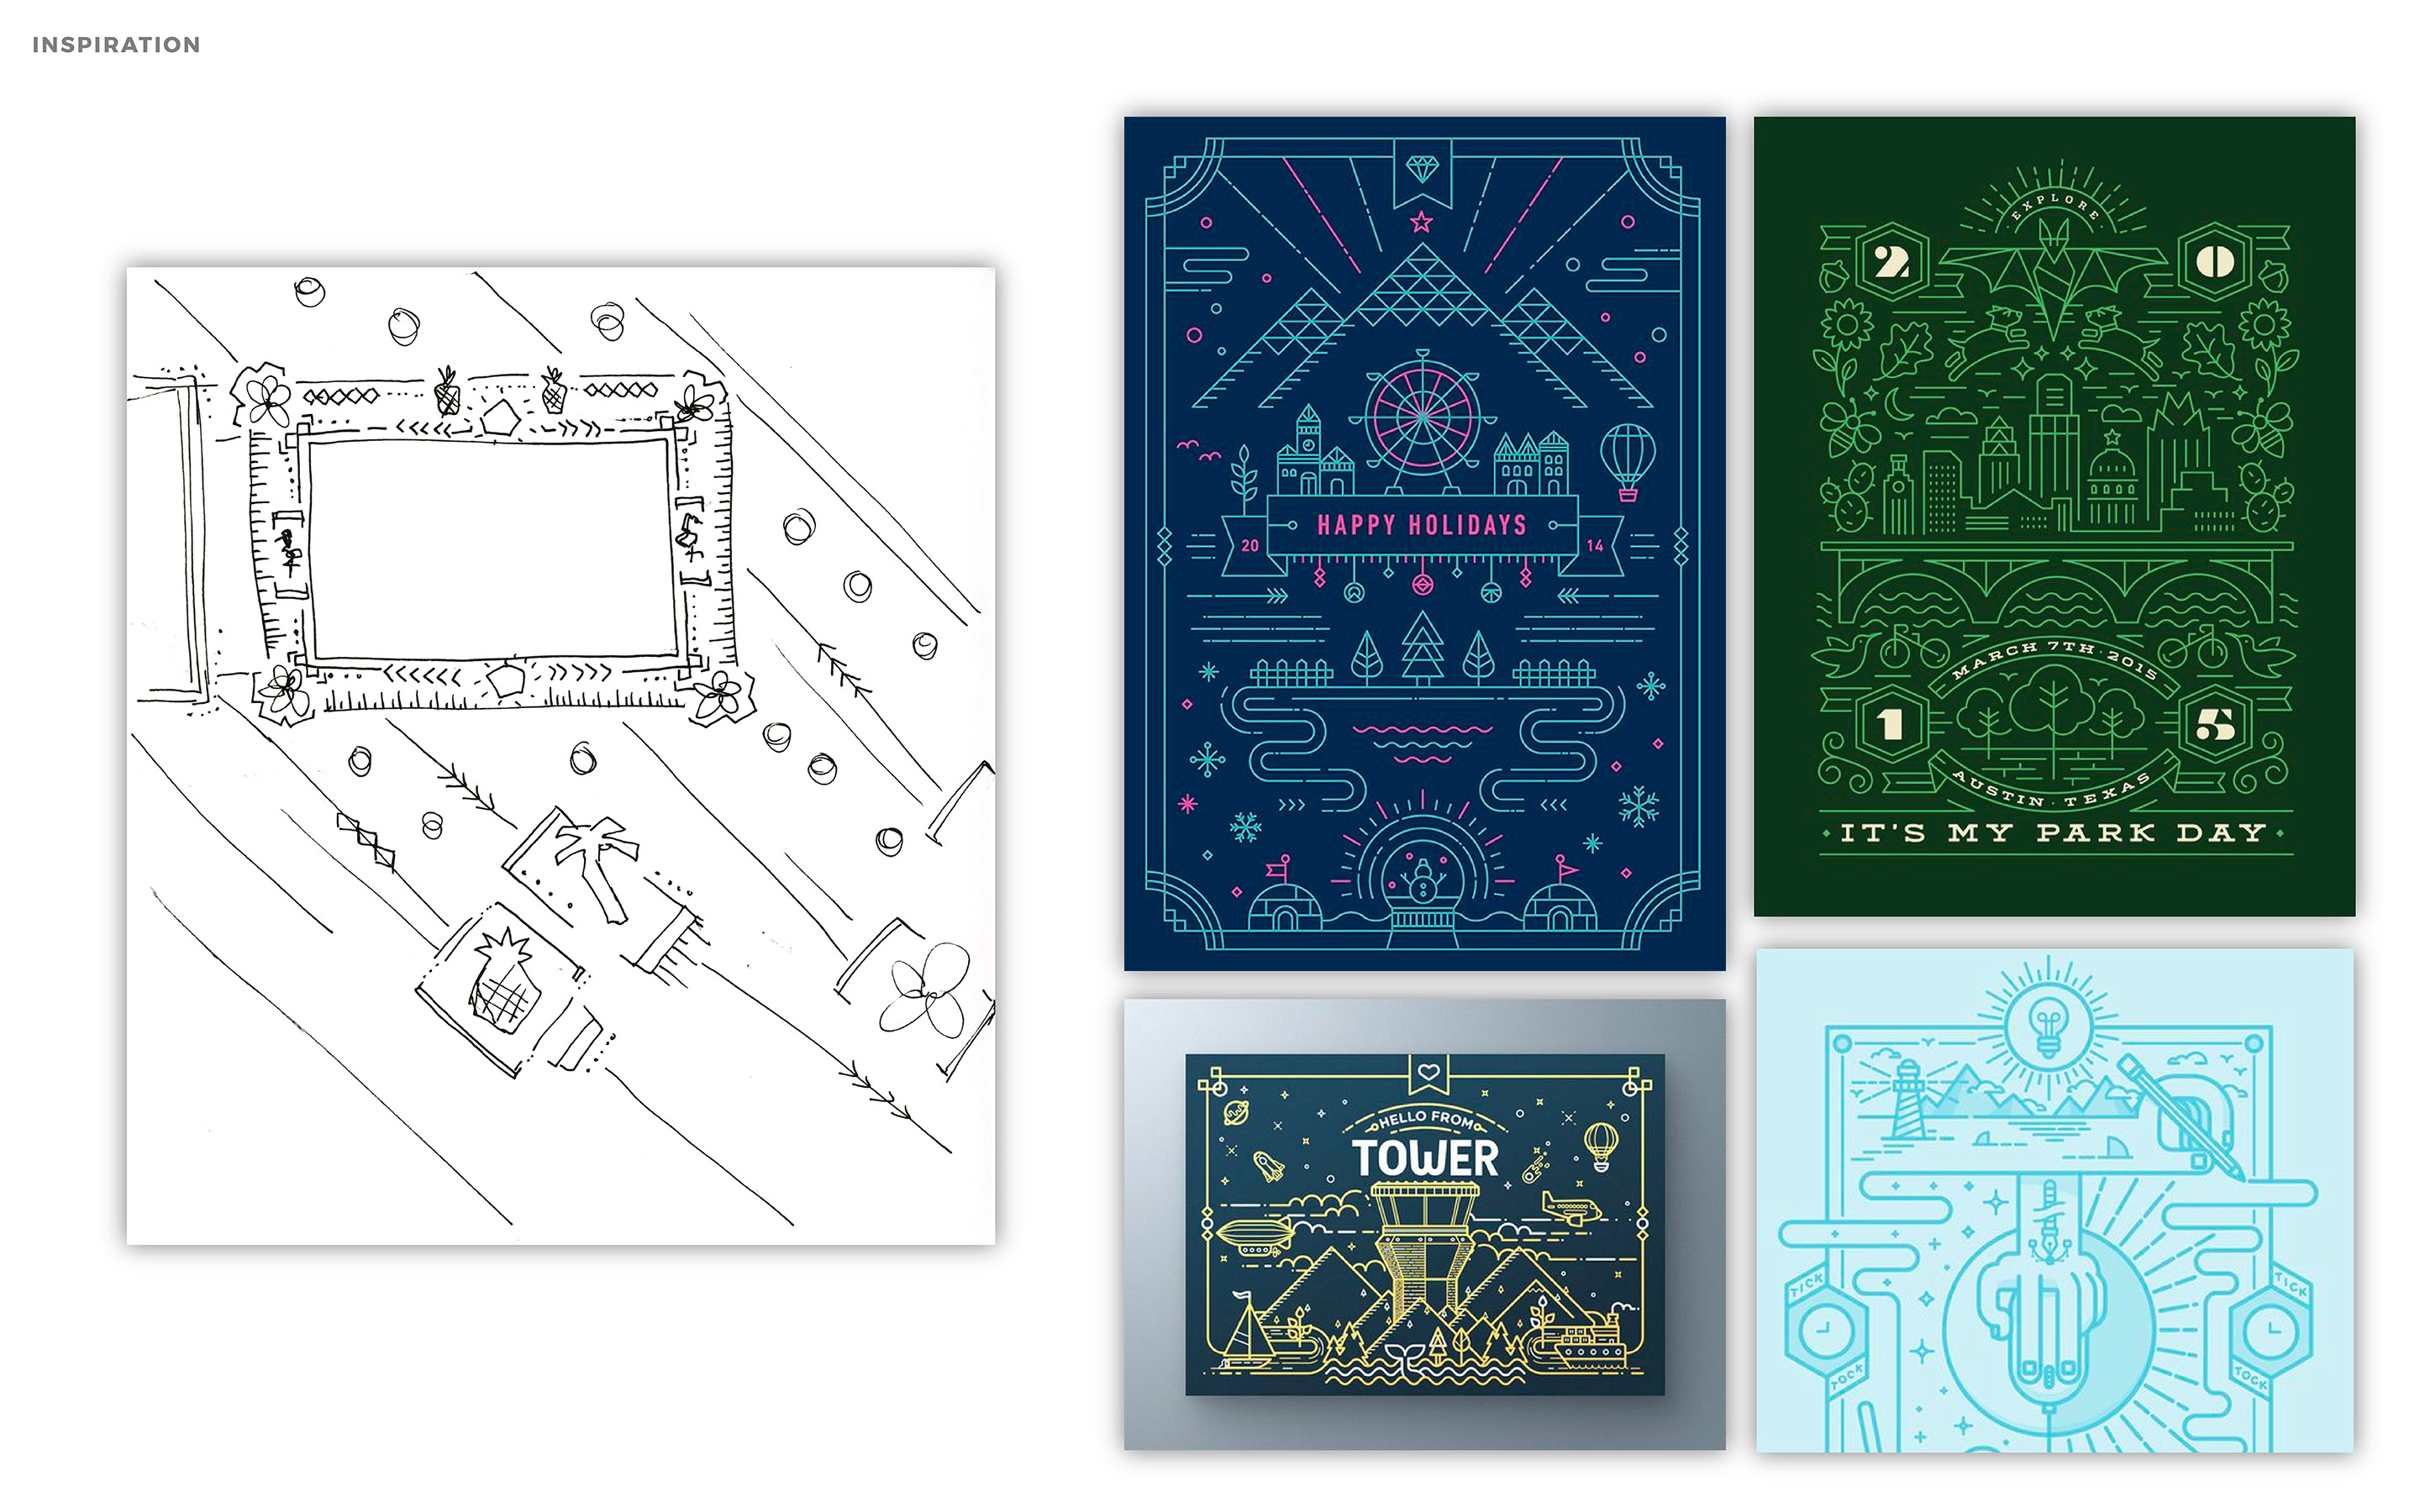 INSPIRATION
HAPPY HOLIDAYS
20
14
EXPLORE
2
0
MARCH 7TH · 2015
1
5
AUSTIN · TEXAS
· IT'S MY PARK DAY ·
HELLO FROM
TOWER
TICK
TOCK
TICK
TOCK